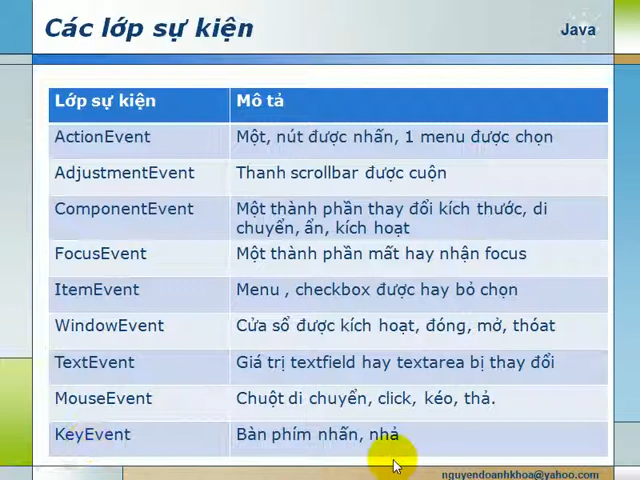 Các lớp sự kiện
Java
Lớp sự kiện Mô tả
ActionEvent Một, nút được nhấn, 1 menu được chọn
AdjustmentEvent Thanh scrollbar được cuộn
ComponentEvent Một thành phần thay đổi kích thước, di
chuyển, ẩn, kích hoạt
FocusEvent Một thành phần mất hay nhận focus
ItemEvent Menu , checkbox được hay bỏ chọn
WindowEvent Cửa sổ được kích hoạt, đóng, mở, thóat
TextEvent Giá trị textfield hay textarea bị thay đổi
MouseEvent Chuột di chuyển, click, kéo, thả.
KeyEvent Bàn phím nhấn, nhả
nguyendoanhkhoa@yahoo.com